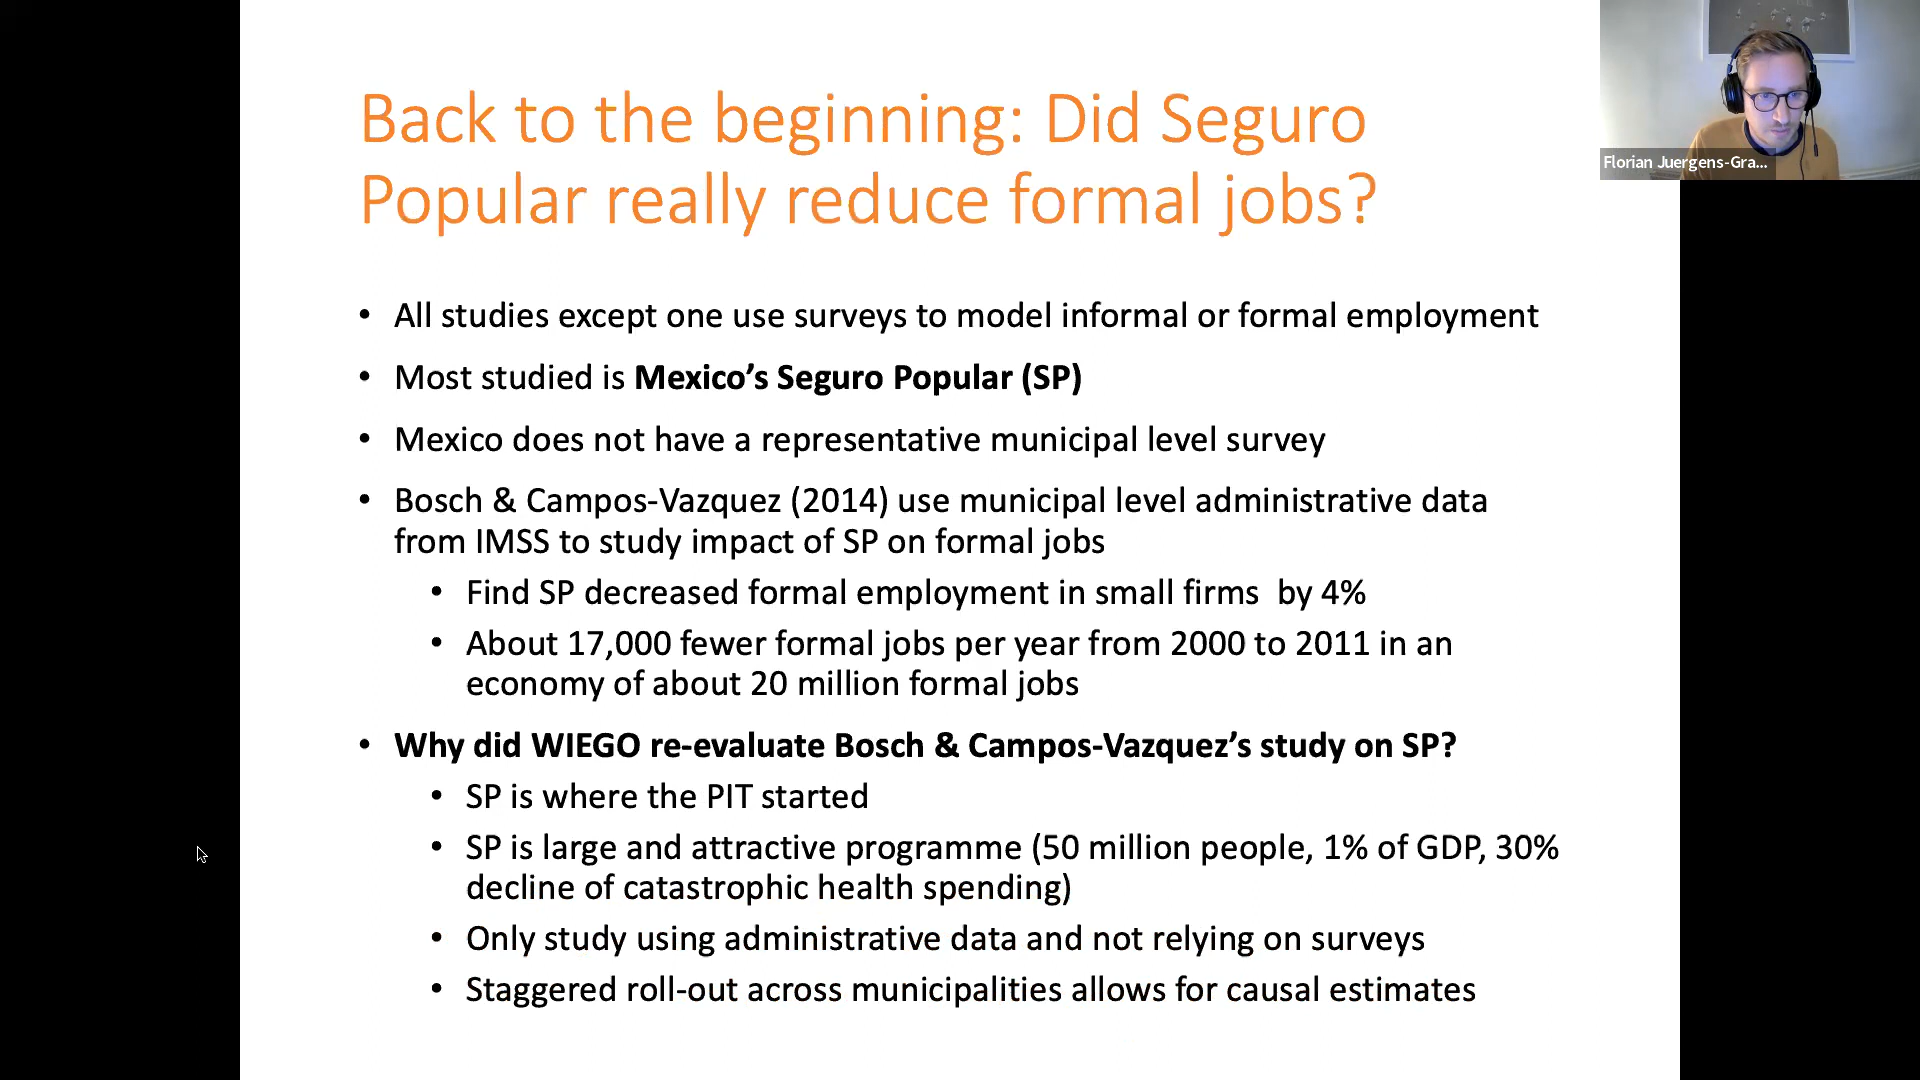 Back to the beginning: Did Seguro
Popular really reduce formal jobs?
Florian Juergens-Gra...
• All studies except one use surveys to model informal or formal employment
• Most studied is Mexico’s Seguro Popular (SP)
• Mexico does not have a representative municipal level survey
• Bosch & Campos-Vazquez (2014) use municipal level administrative data
from IMSS to study impact of SP on formal jobs
• Find SP decreased formal employment in small firms  by 4%
• About 17,000 fewer formal jobs per year from 2000 to 2011 in an
economy of about 20 million formal jobs
• Why did WIEGO re-evaluate Bosch & Campos-Vazquez’s study on SP?
• SP is where the PIT started
• SP is large and attractive programme (50 million people, 1% of GDP, 30%
decline of catastrophic health spending)
• Only study using administrative data and not relying on surveys
• Staggered roll-out across municipalities allows for causal estimates